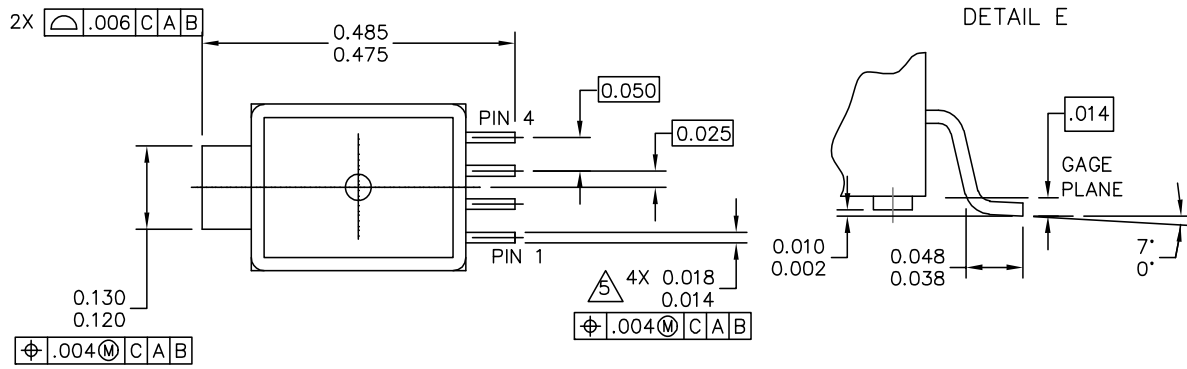 2X ⌓ .006 C A B
0.485
0.475
DETAIL E
0.050
PIN 4
0.025
.014
GAGE
PLANE
PIN 1
0.010
0.002
0.048
0.038
7°
0°
5 4X 0.018
0.014
⌖ .004Ⓜ C A B
0.130
0.120
⌖ .004Ⓜ C A B